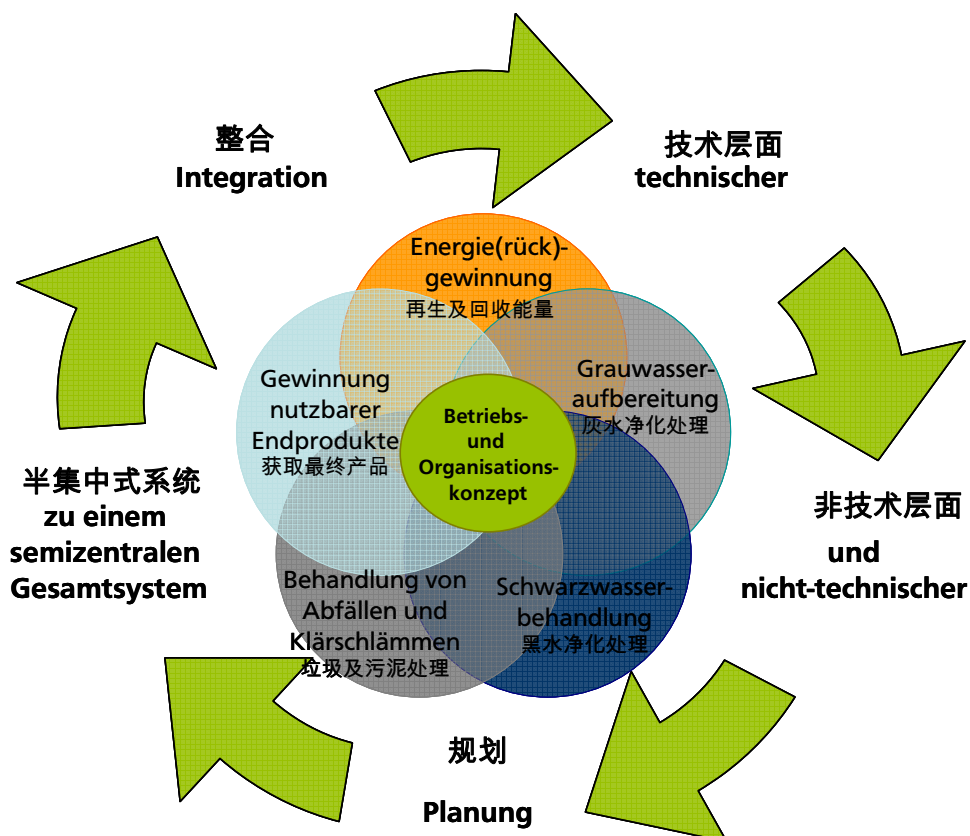 整合
Integration
技术层面
technischer
Energie(rück)-
gewinnung
再生及回收能量
Grauwasser-
aufbereitung
灰水净化处理
Gewinnung
nutzbarer
Endprodukte
获取最终产品
Betriebs-
und
Organisations-
konzept
半集中式系统
zu einem
semizentralen
Gesamtsystem
非技术层面
und
nicht-technischer
Behandlung von
Abfällen und
Klärschlämmen
垃圾及污泥处理
Schwarzwasser-
behandlung
黑水净化处理
规划
Planung